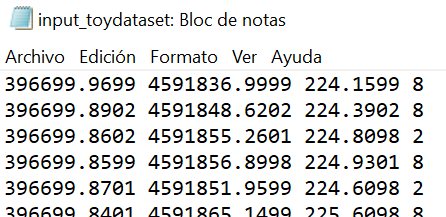 input_toydataset: Bloc de notas
Archivo Edición Formato Ver Ayuda
396699.9699 4591836.9999 224.1599 8
396699.8902 4591848.6202 224.3902 8
396699.8602 4591855.2601 224.8098 2
396699.8599 4591856.8998 224.9301 8
396699.8701 4591851.9599 224.6098 2
396699.8401 4591865.1499 225.6098 8